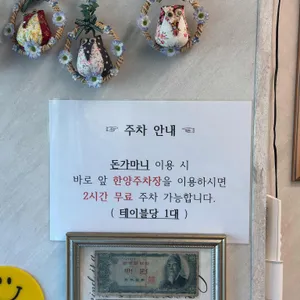 ☞ 주차 안내 ☜
돈가마니 이용 시
바로 앞 한양주차장을 이용하시면
2시간 무료 주차 가능합니다.
( 테이블당 1대 )